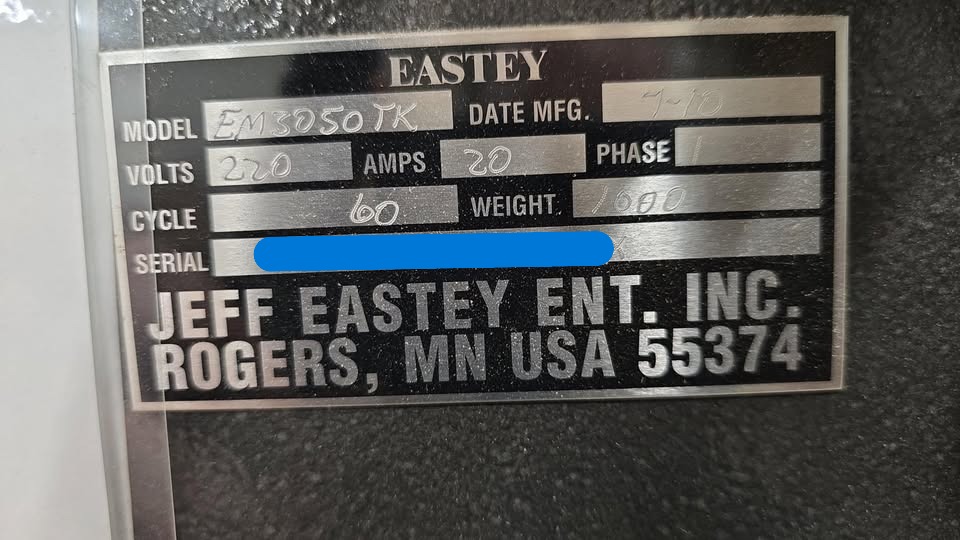 EASTEY
MODEL EM3050TK DATE MFG. 7-10
VOLTS 220 AMPS 20 PHASE 1
CYCLE 60 WEIGHT
SERIAL
JEFF EASTEY ENT. INC.
ROGERS, MN USA 55374